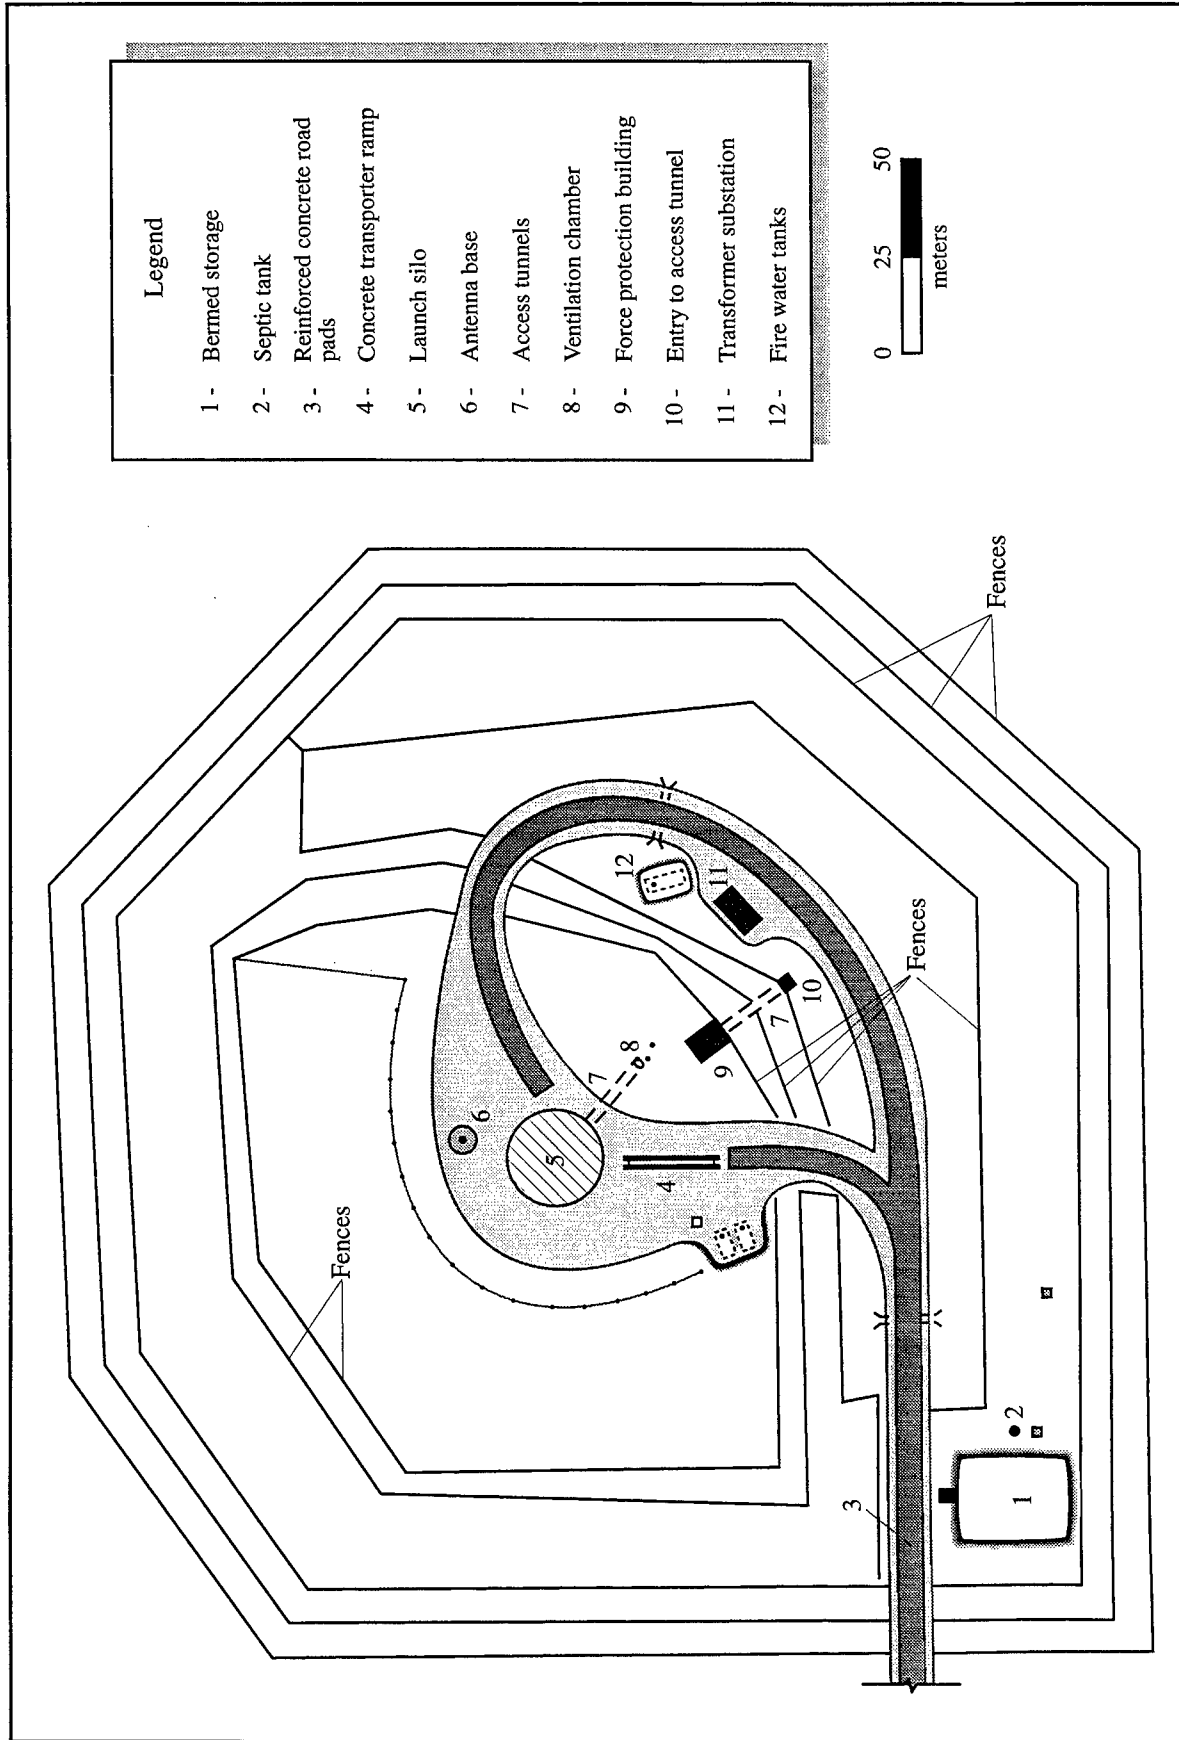 Legend
1 - Bermed storage
2 - Septic tank
3 - Reinforced concrete road
pads
4 - Concrete transporter ramp
5 - Launch silo
6 - Antenna base
7 - Access tunnels
8 - Ventilation chamber
9 - Force protection building
10 - Entry to access tunnel
11 - Transformer substation
12 - Fire water tanks
0 25 50
meters
Fences
Fences
Fences
1
2
3
4
5
6
7
7
8
9
10
11
12